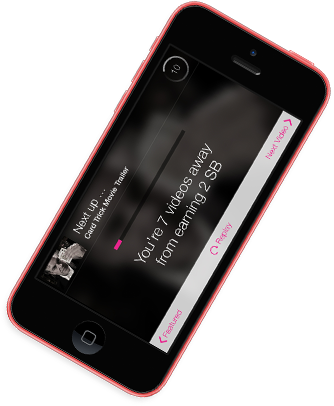 10
Next up ...
Card Trick Movie Trailer
You're 7 videos away
from earning 2 SB
Featured
Replay
Next Video